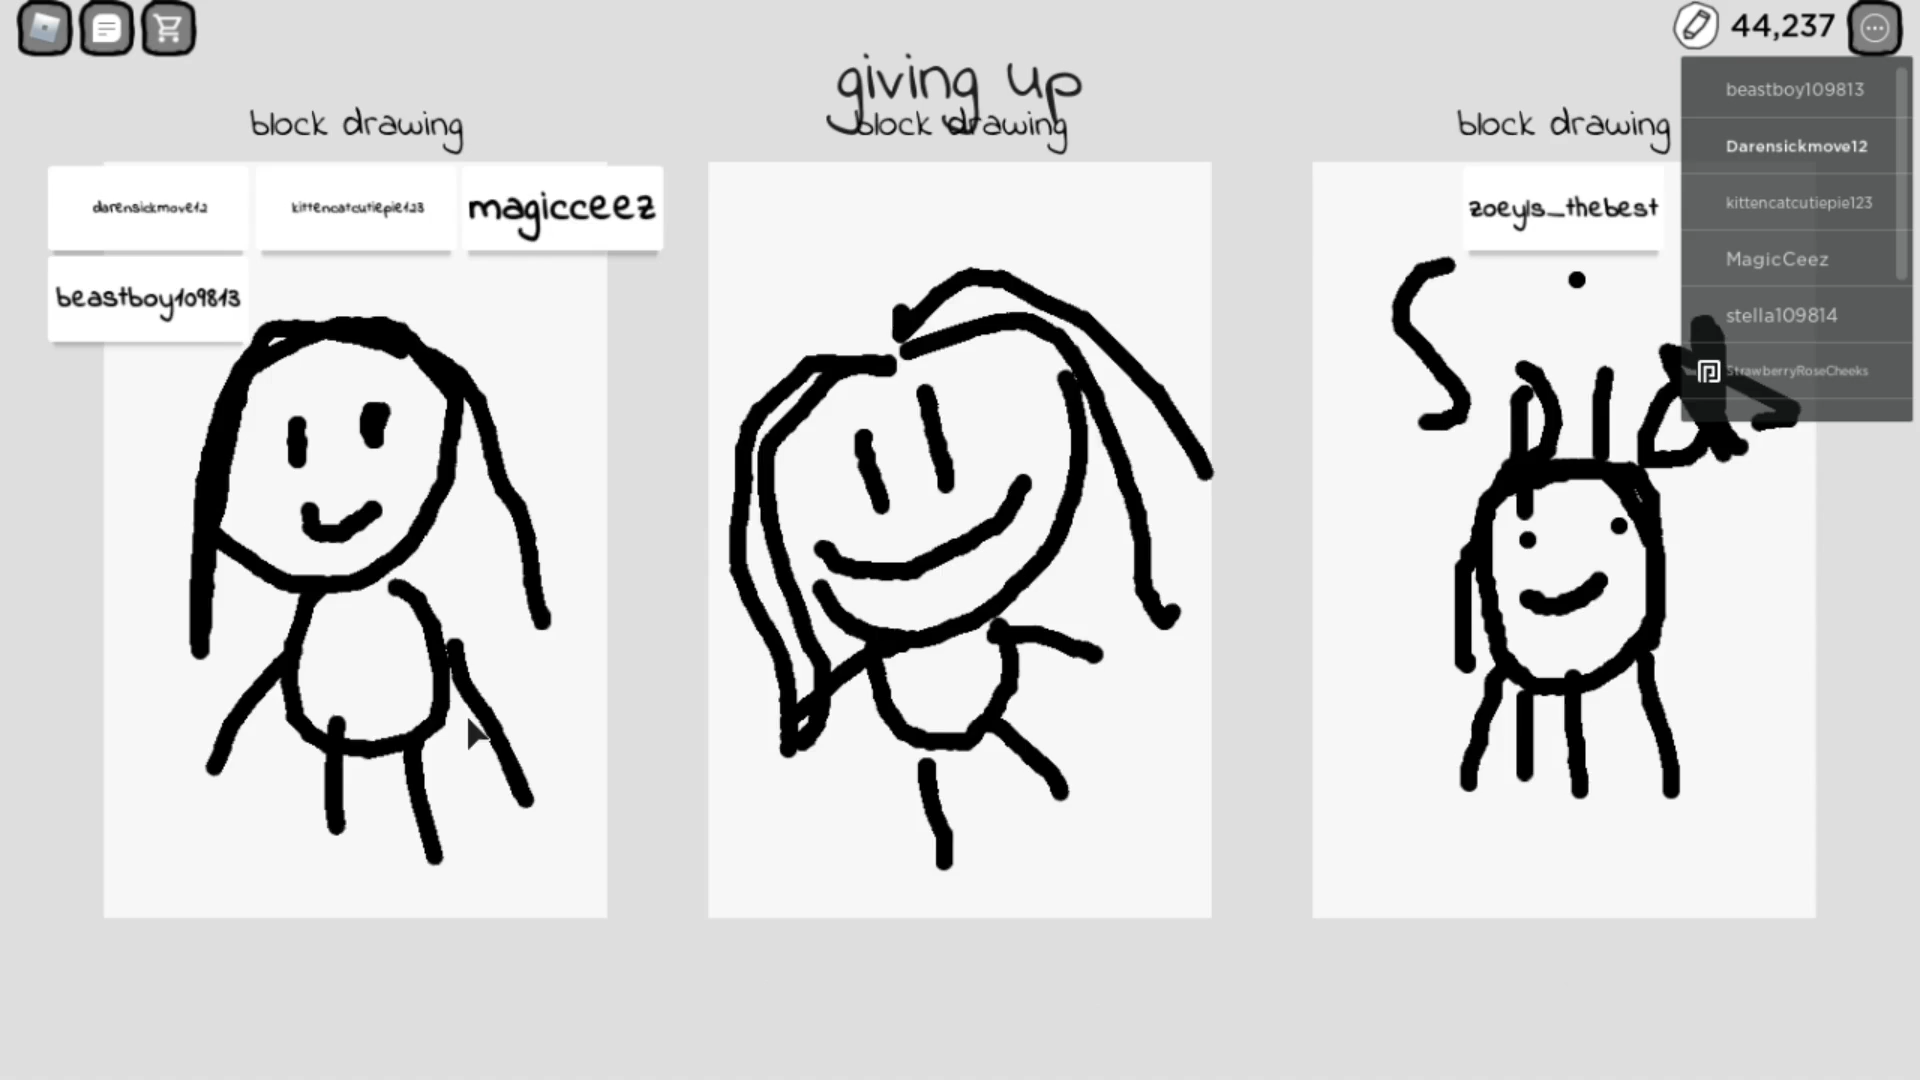 44,237
giving up
block drawing
block drawing
block drawing
darensickmove12
kittencatcutiepie123
magicceez
beastboy109813
zoeyis_thebest
beastboy109813
Darensickmove12
kittencatcutiepie123
MagicCeez
stella109814
StrawberryRoseCheeks